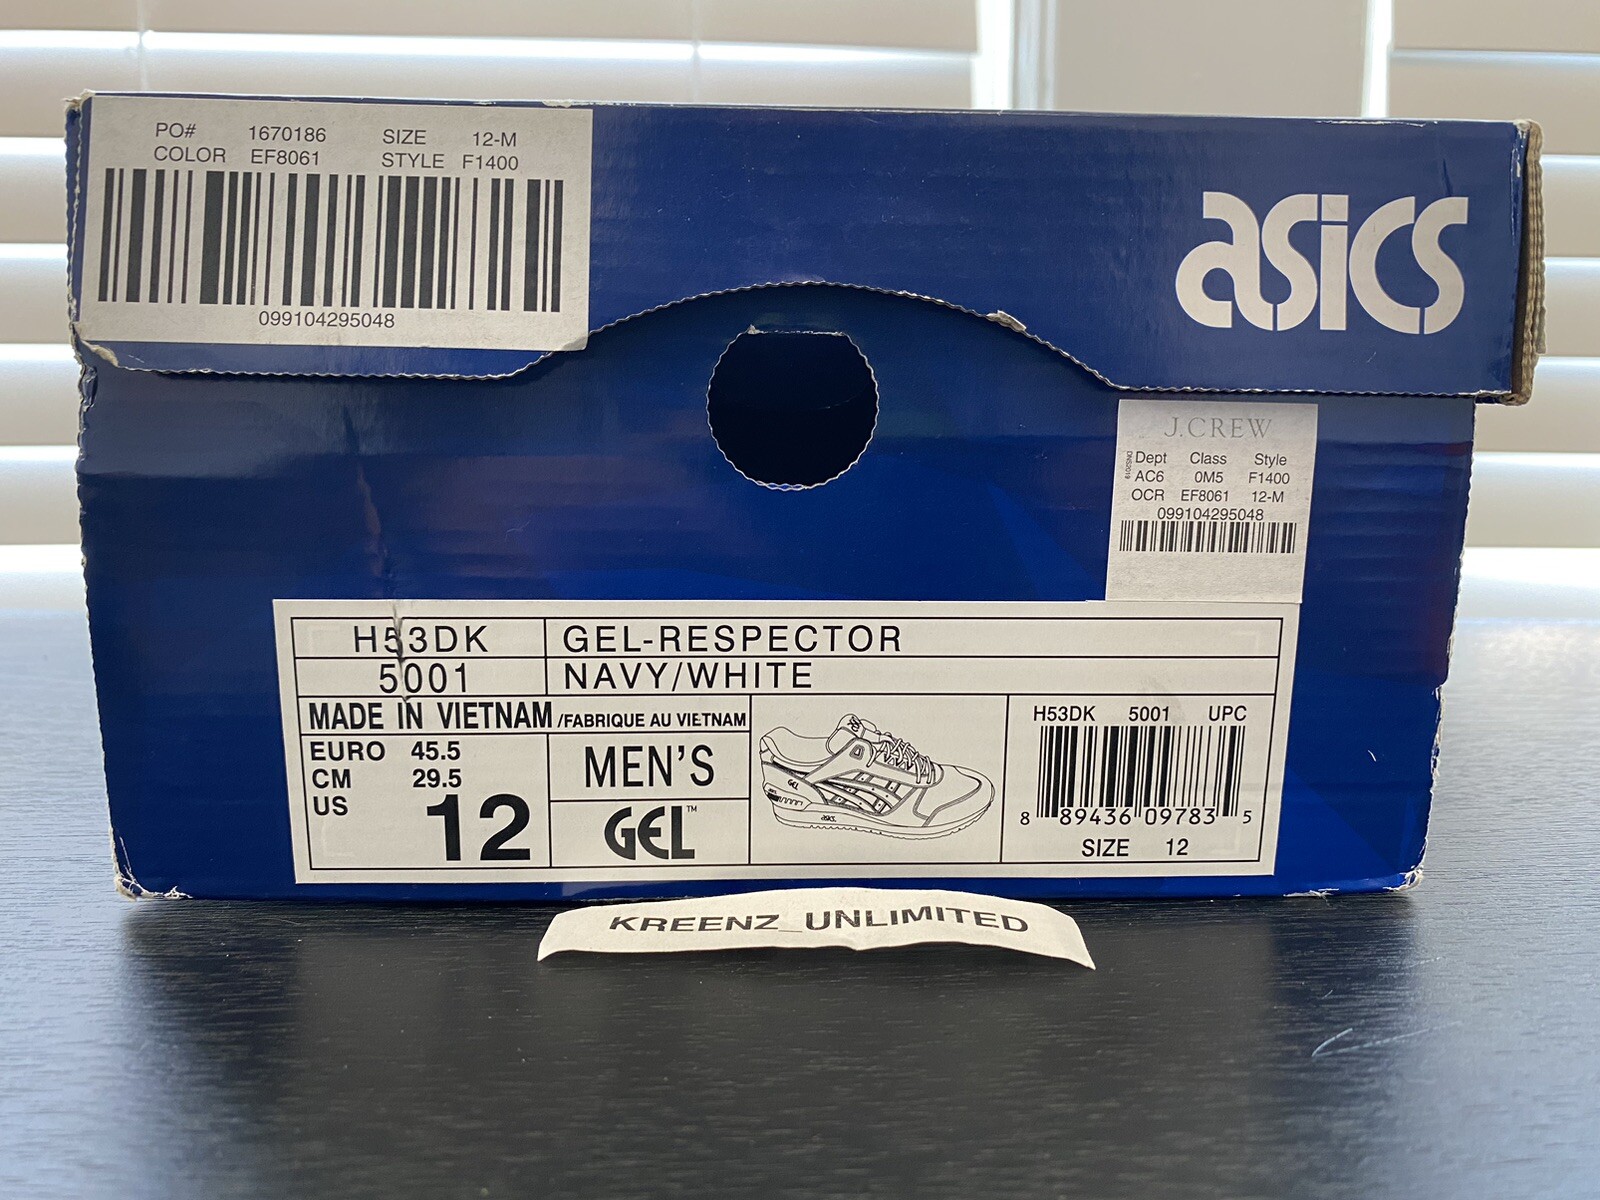 PO# 1670186 SIZE 12-M
COLOR EF8061 STYLE F1400
099104295048
asics
J.CREW
Dept Class Style
AC6 0M5 F1400
OCR EF8061 12-M
099104295048
DNS2019
H53DK GEL-RESPECTOR
5001 NAVY/WHITE
MADE IN VIETNAM /FABRIQUE AU VIETNAM
EURO 45.5
CM 29.5
US 12
MEN'S
GEL™
H53DK 5001 UPC
8 89436 09783 5
SIZE 12
KREENZ_UNLIMITED